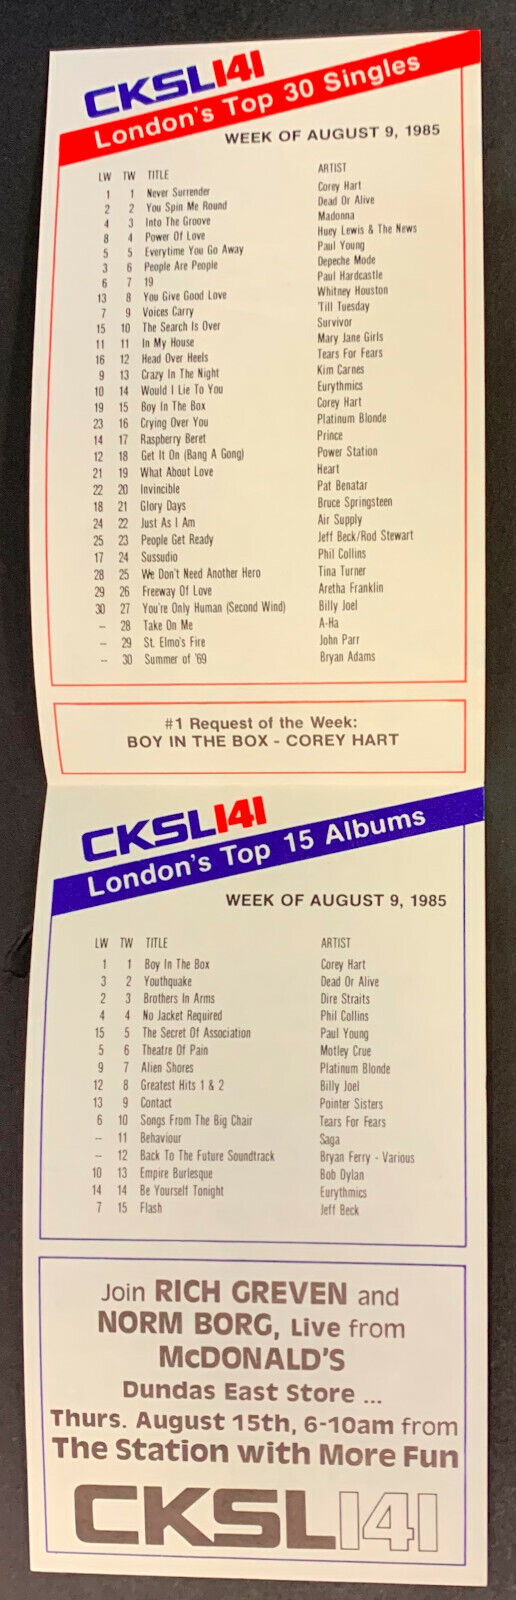 CKSL141
London's Top 30 Singles
WEEK OF AUGUST 9, 1985
LW TW TITLE ARTIST
1 1 Never Surrender Corey Hart
2 2 You Spin Me Round Dead Or Alive
4 3 Into The Groove Madonna
8 4 Power Of Love Huey Lewis & The News
5 5 Everytime You Go Away Paul Young
3 6 People Are People Depeche Mode
6 7 19 Paul Hardcastle
13 8 You Give Good Love Whitney Houston
7 9 Voices Carry 'Till Tuesday
15 10 The Search Is Over Survivor
11 11 In My House Mary Jane Girls
16 12 Head Over Heels Tears For Fears
9 13 Crazy In The Night Kim Carnes
10 14 Would I Lie To You Eurythmics
19 15 Boy In The Box Corey Hart
23 16 Crying Over You Platinum Blonde
14 17 Raspberry Beret Prince
12 18 Get It On (Bang A Gong) Power Station
21 19 What About Love Heart
22 20 Invincible Pat Benatar
18 21 Glory Days Bruce Springsteen
24 22 Just As I Am Air Supply
25 23 People Get Ready Jeff Beck/Rod Stewart
17 24 Sussudio Phil Collins
28 25 We Don't Need Another Hero Tina Turner
29 26 Freeway Of Love Aretha Franklin
30 27 You're Only Human (Second Wind) Billy Joel
-- 28 Take On Me A-Ha
-- 29 St. Elmo's Fire John Parr
-- 30 Summer of '69 Bryan Adams
#1 Request of the Week:
BOY IN THE BOX - COREY HART
CKSL141
London's Top 15 Albums
WEEK OF AUGUST 9, 1985
LW TW TITLE ARTIST
1 1 Boy In The Box Corey Hart
3 2 Youthquake Dead Or Alive
2 3 Brothers In Arms Dire Straits
4 4 No Jacket Required Phil Collins
15 5 The Secret Of Association Paul Young
5 6 Theatre Of Pain Motley Crue
9 7 Alien Shores Platinum Blonde
12 8 Greatest Hits 1 & 2 Billy Joel
13 9 Contact Pointer Sisters
6 10 Songs From The Big Chair Tears For Fears
-- 11 Behaviour Saga
-- 12 Back To The Future Soundtrack Bryan Ferry - Various
10 13 Empire Burlesque Bob Dylan
14 14 Be Yourself Tonight Eurythmics
7 15 Flash Jeff Beck
Join RICH GREVEN and
NORM BORG, Live from
McDONALD'S
Dundas East Store ...
Thurs. August 15th, 6-10am from
The Station with More Fun
CKSL141